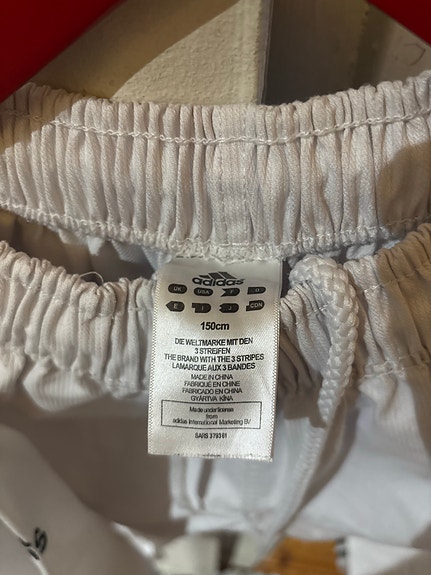 adidas
UK USA F D
E I J CDN
150cm
DIE WELTMARKE MIT DEN
3 STREIFEN
THE BRAND WITH THE 3 STRIPES
LAMARQUE AUX 3 BANDES
MADE IN CHINA
FABRIQUÉ EN CHINE
FABRICADO EN CHINA
GYÁRTVA KÍNA
Made under license
from
adidas International Marketing BV